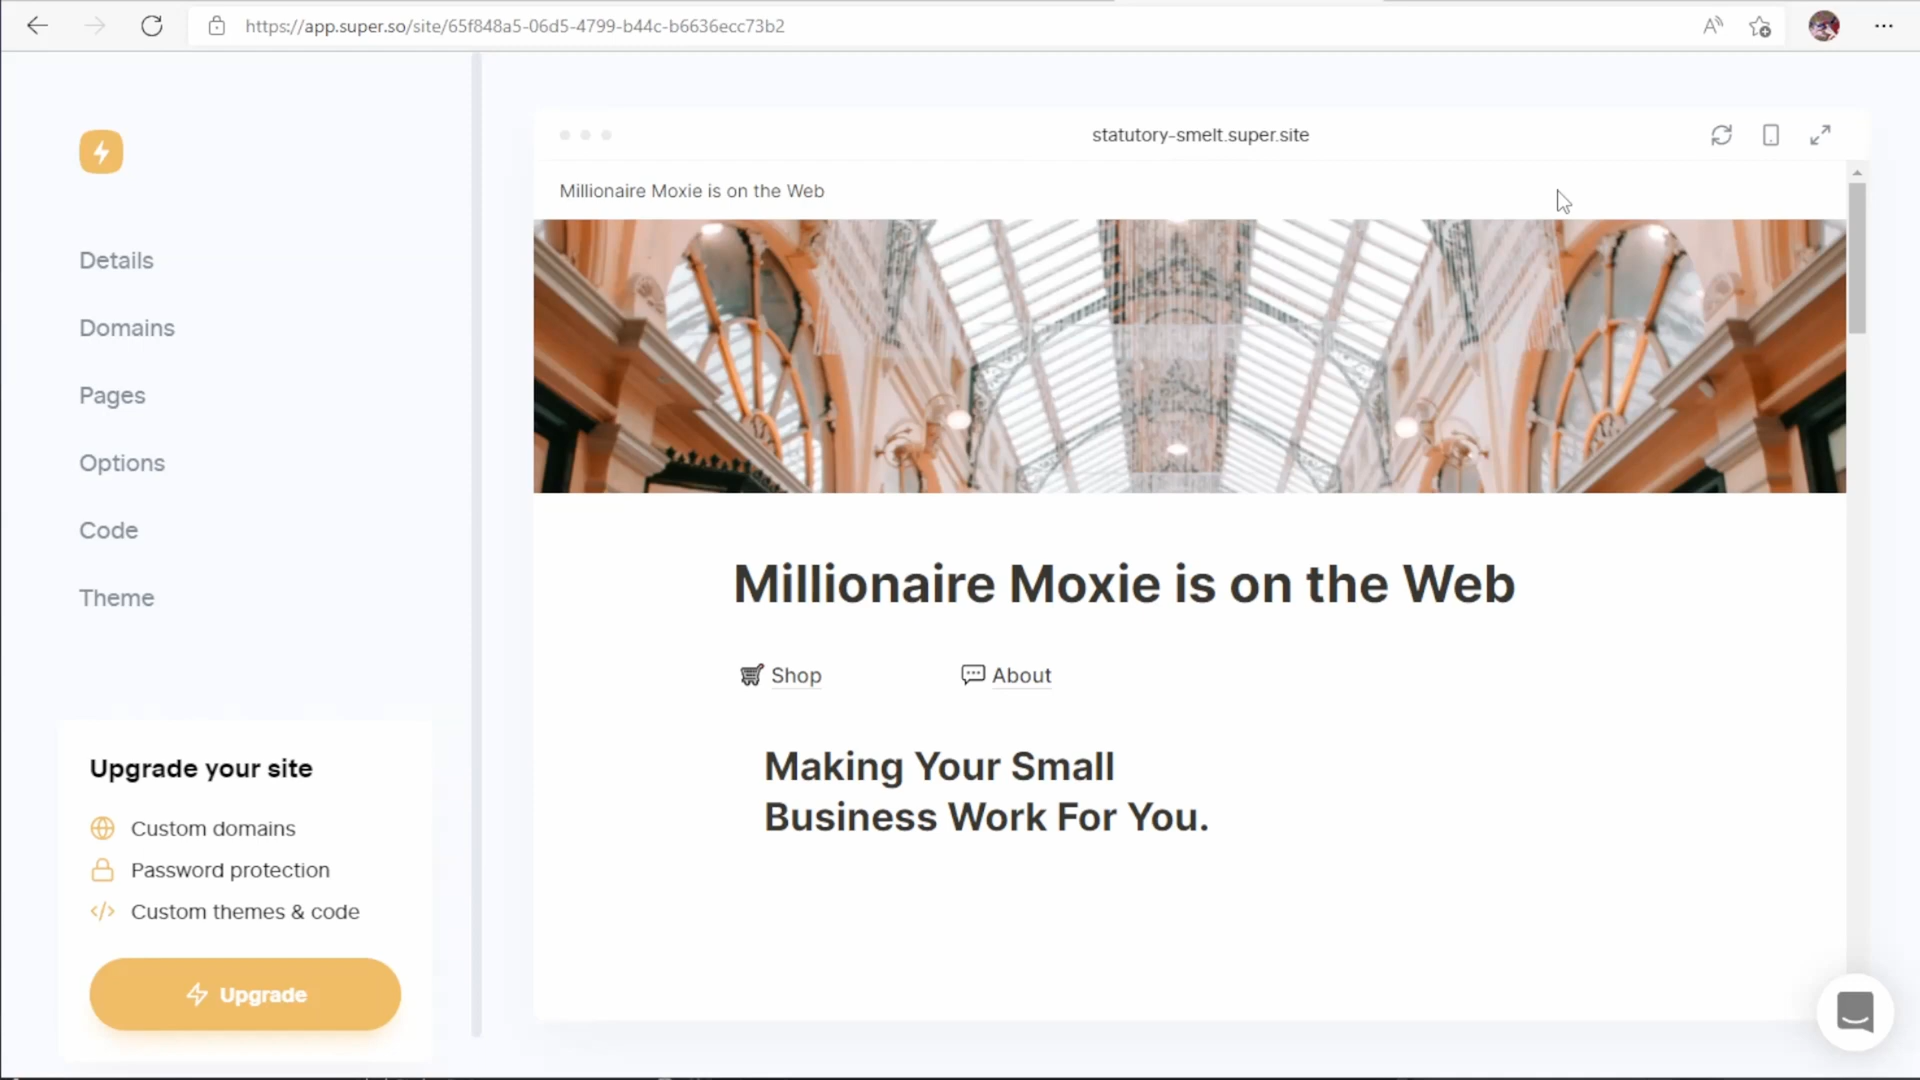 https://app.super.so/site/65f848a5-06d5-4799-b44c-b6636ecc73b2
Details
Domains
Pages
Options
Code
Theme
Upgrade your site
Custom domains
Password protection
Custom themes & code
Upgrade
statutory-smelt.super.site
Millionaire Moxie is on the Web
Millionaire Moxie is on the Web
Shop
About
Making Your Small
Business Work For You.